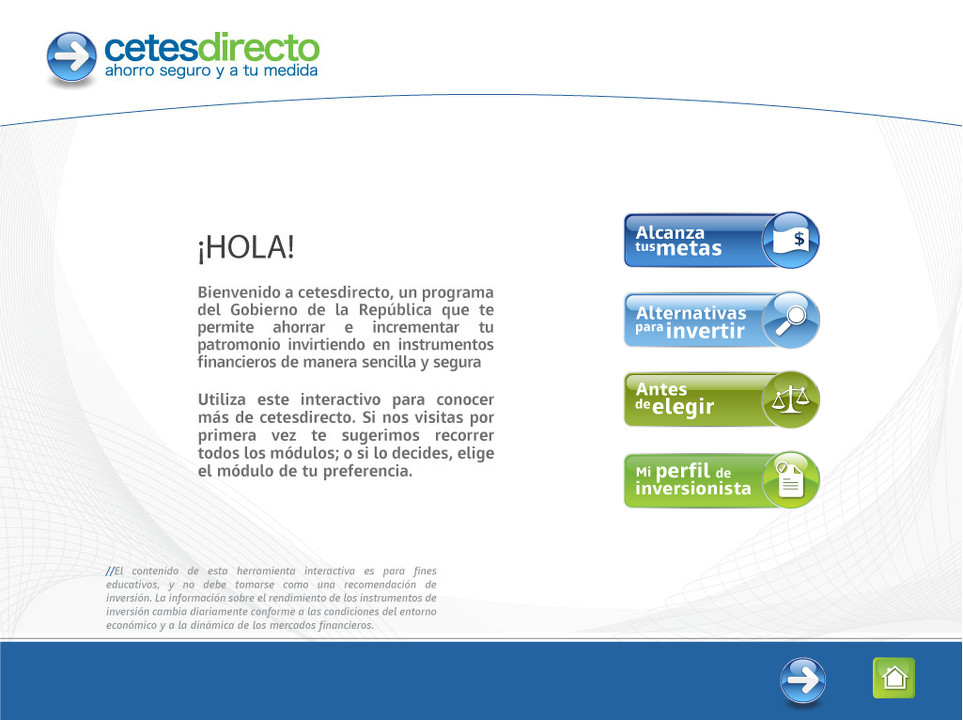 cetesdirecto
ahorro seguro y a tu medida
¡HOLA!
Bienvenido a cetesdirecto, un programa
del Gobierno de la República que te
permite ahorrar e incrementar tu
patromonio invirtiendo en instrumentos
financieros de manera sencilla y segura
Utiliza este interactivo para conocer
más de cetesdirecto. Si nos visitas por
primera vez te sugerimos recorrer
todos los módulos; o si lo decides, elige
el módulo de tu preferencia.
Alcanza
tus metas
$
Alternativas
para invertir
Antes
de elegir
Mi perfil de
inversionista
//El contenido de esta herramienta interactiva es para fines
educativos, y no debe tomarse como una recomendación de
inversión. La información sobre el rendimiento de los instrumentos de
inversión cambia diariamente conforme a las condiciones del entorno
económico y a la dinámica de los mercados financieros.